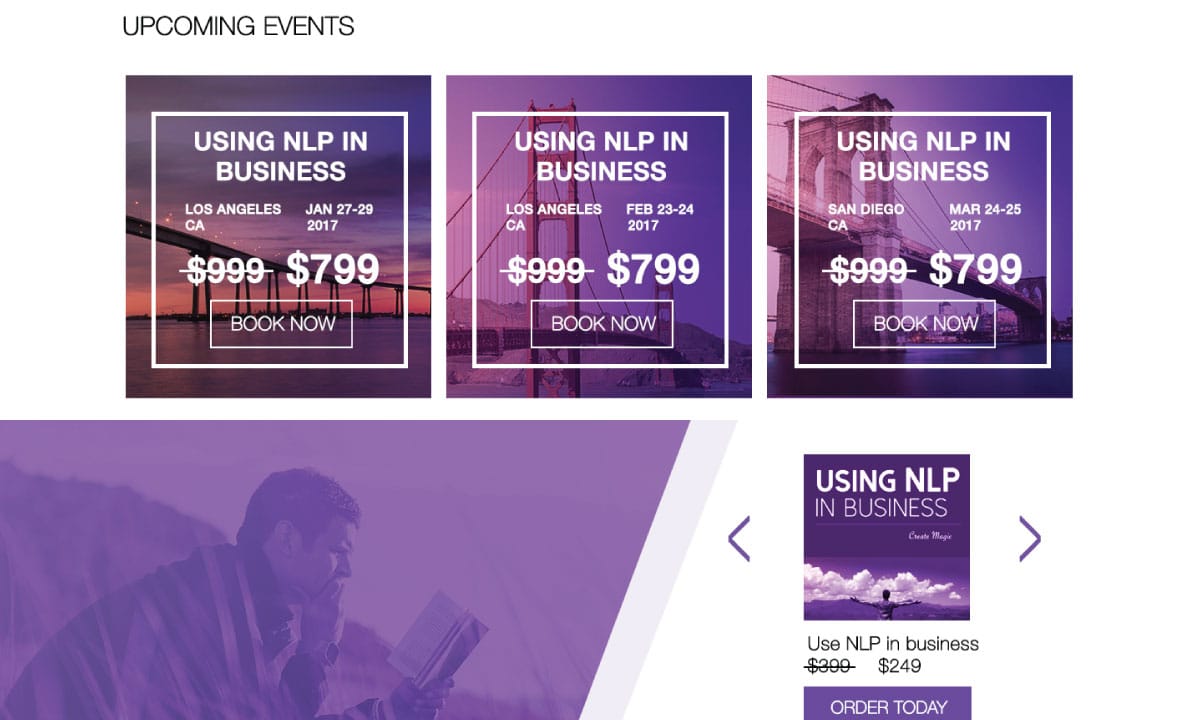 UPCOMING EVENTS
USING NLP IN
BUSINESS
LOS ANGELES JAN 27-29
CA 2017
$999 $799
BOOK NOW
USING NLP IN
BUSINESS
LOS ANGELES FEB 23-24
CA 2017
$999 $799
BOOK NOW
USING NLP IN
BUSINESS
SAN DIEGO MAR 24-25
CA 2017
$999 $799
BOOK NOW
USING NLP
IN BUSINESS
Create Magic
Use NLP in business
$399 $249
ORDER TODAY